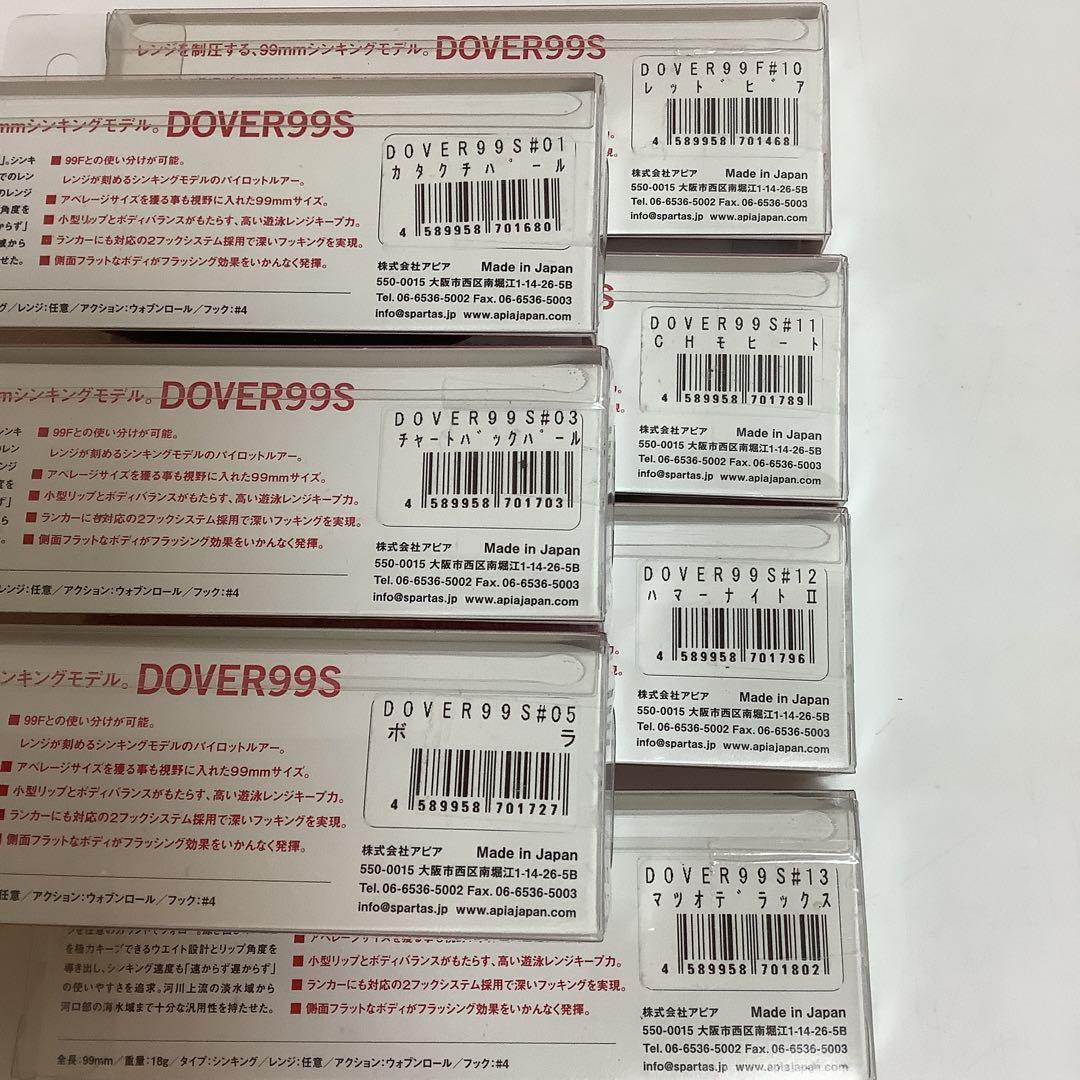 レンジを制圧する、99mmシンキングモデル。DOVER99S
DOVER99F#10
レッドビア
4 589958 701468
株式会社アピア Made in Japan
550-0015 大阪市西区南堀江1-14-26-5B
Tel. 06-6536-5002 Fax. 06-6536-5003
info@spartas.jp www.apiajapan.com
mmシンキングモデル。DOVER99S
■ 99Fとの使い分けが可能。
レンジが刻めるシンキングモデルのパイロットルアー。
■ アベレージサイズを獲る事も視野に入れた99mmサイズ。
■ 小型リップとボディバランスがもたらす、高い遊泳レンジキープ力。
■ ランカーにも対応の2フックシステム採用で深いフッキングを実現。
■ 側面フラットなボディがフラッシング効果をいかんなく発揮。
」。シンキ
でのレン
のレンジ
角度を
からず」
域から
せた。
グ/レンジ:任意/アクション:ウォブンロール/フック:#4
DOVER99S#01
カタクチパール
4 589958 701680
株式会社アピア Made in Japan
550-0015 大阪市西区南堀江1-14-26-5B
Tel. 06-6536-5002 Fax. 06-6536-5003
info@spartas.jp www.apiajapan.com
S
DOVER99S#11
CHモヒート
4 589958 701789
株式会社アピア Made in Japan
550-0015 大阪市西区南堀江1-14-26-5B
Tel. 06-6536-5002 Fax. 06-6536-5003
info@spartas.jp www.apiajapan.com
mシンキングモデル。DOVER99S
■ 99Fとの使い分けが可能。
レンジが刻めるシンキングモデルのパイロットルアー。
■ アベレージサイズを獲る事も視野に入れた99mmサイズ。
■ 小型リップとボディバランスがもたらす、高い遊泳レンジキープ力。
■ ランカーにも対応の2フックシステム採用で深いフッキングを実現。
■ 側面フラットなボディがフラッシング効果をいかんなく発揮。
シンキ
のレン
ンジ
度を
ず」
から
レンジ:任意/アクション:ウォブンロール/フック:#4
DOVER99S#03
チャートバックパール
4 589958 701703
株式会社アピア Made in Japan
550-0015 大阪市西区南堀江1-14-26-5B
Tel. 06-6536-5002 Fax. 06-6536-5003
info@spartas.jp www.apiajapan.com
DOVER99S#12
ハマーナイトⅡ
4 589958 701796
株式会社アピア Made in Japan
550-0015 大阪市西区南堀江1-14-26-5B
Tel. 06-6536-5002 Fax. 06-6536-5003
info@spartas.jp www.apiajapan.com
シンキングモデル。DOVER99S
■ 99Fとの使い分けが可能。
レンジが刻めるシンキングモデルのパイロットルアー。
■ アベレージサイズを獲る事も視野に入れた99mmサイズ。
■ 小型リップとボディバランスがもたらす、高い遊泳レンジキープ力。
■ ランカーにも対応の2フックシステム採用で深いフッキングを実現。
側面フラットなボディがフラッシング効果をいかんなく発揮。
任意/アクション:ウォブンロール/フック:#4
DOVER99S#05
ボラ
4 589958 701727
株式会社アピア Made in Japan
550-0015 大阪市西区南堀江1-14-26-5B
Tel. 06-6536-5002 Fax. 06-6536-5003
info@spartas.jp www.apiajapan.com
を極力キープできるウエイト設計とリップ角度を
導き出し、シンキング速度も「速からず遅からず」
の使いやすさを追求。河川上流の淡水域から
河口部の海水域まで十分な汎用性を持たせた。
■ 小型リップとボディバランスがもたらす、高い遊泳レンジキープ力。
■ ランカーにも対応の2フックシステム採用で深いフッキングを実現。
■ 側面フラットなボディがフラッシング効果をいかんなく発揮。
全長:99mm/重量:18g/タイプ:シンキング/レンジ:任意/アクション:ウォブンロール/フック:#4
DOVER99S#13
マツオデラックス
4 589958 701802
株式会社アピア Made in Japan
550-0015 大阪市西区南堀江1-14-26-5B
Tel. 06-6536-5002 Fax. 06-6536-5003
info@spartas.jp www.apiajapan.com